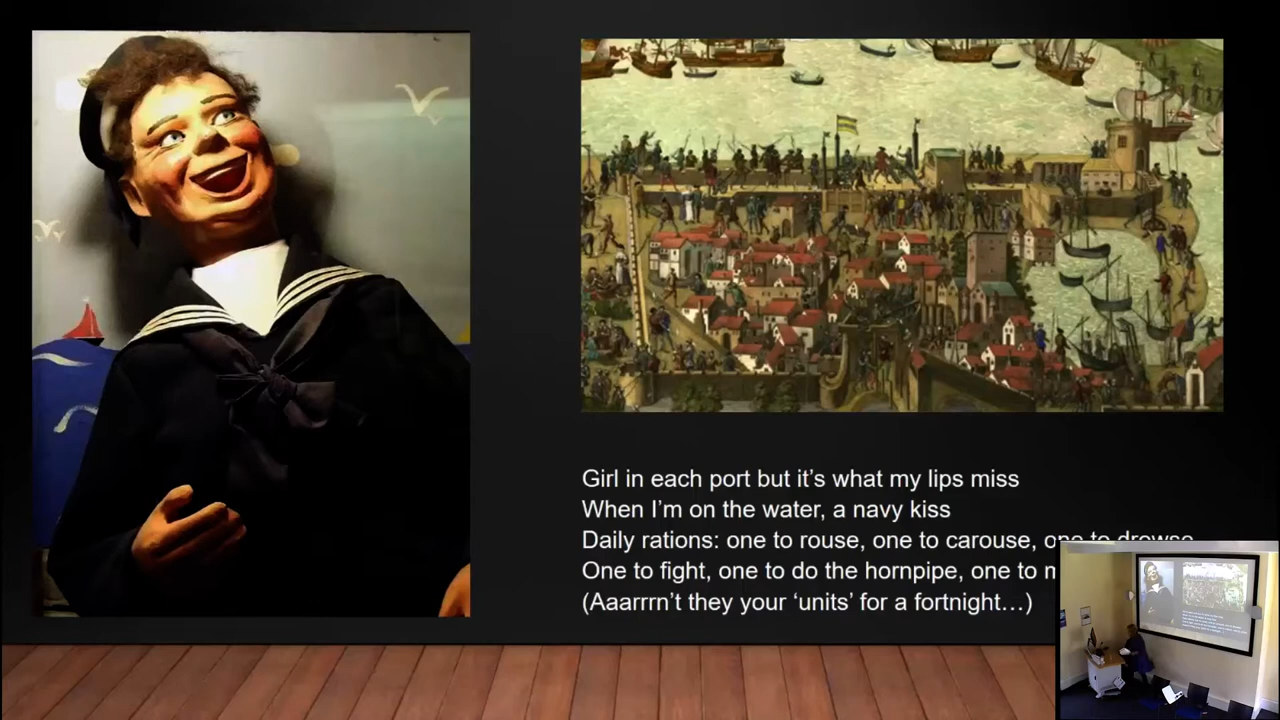 Girl in each port but it's what my lips miss
When I'm on the water, a navy kiss
Daily rations: one to rouse, one to carouse, one to drowse
One to fight, one to do the hornpipe, one to
(Aaarrrn't they your 'units' for a fortnight…)